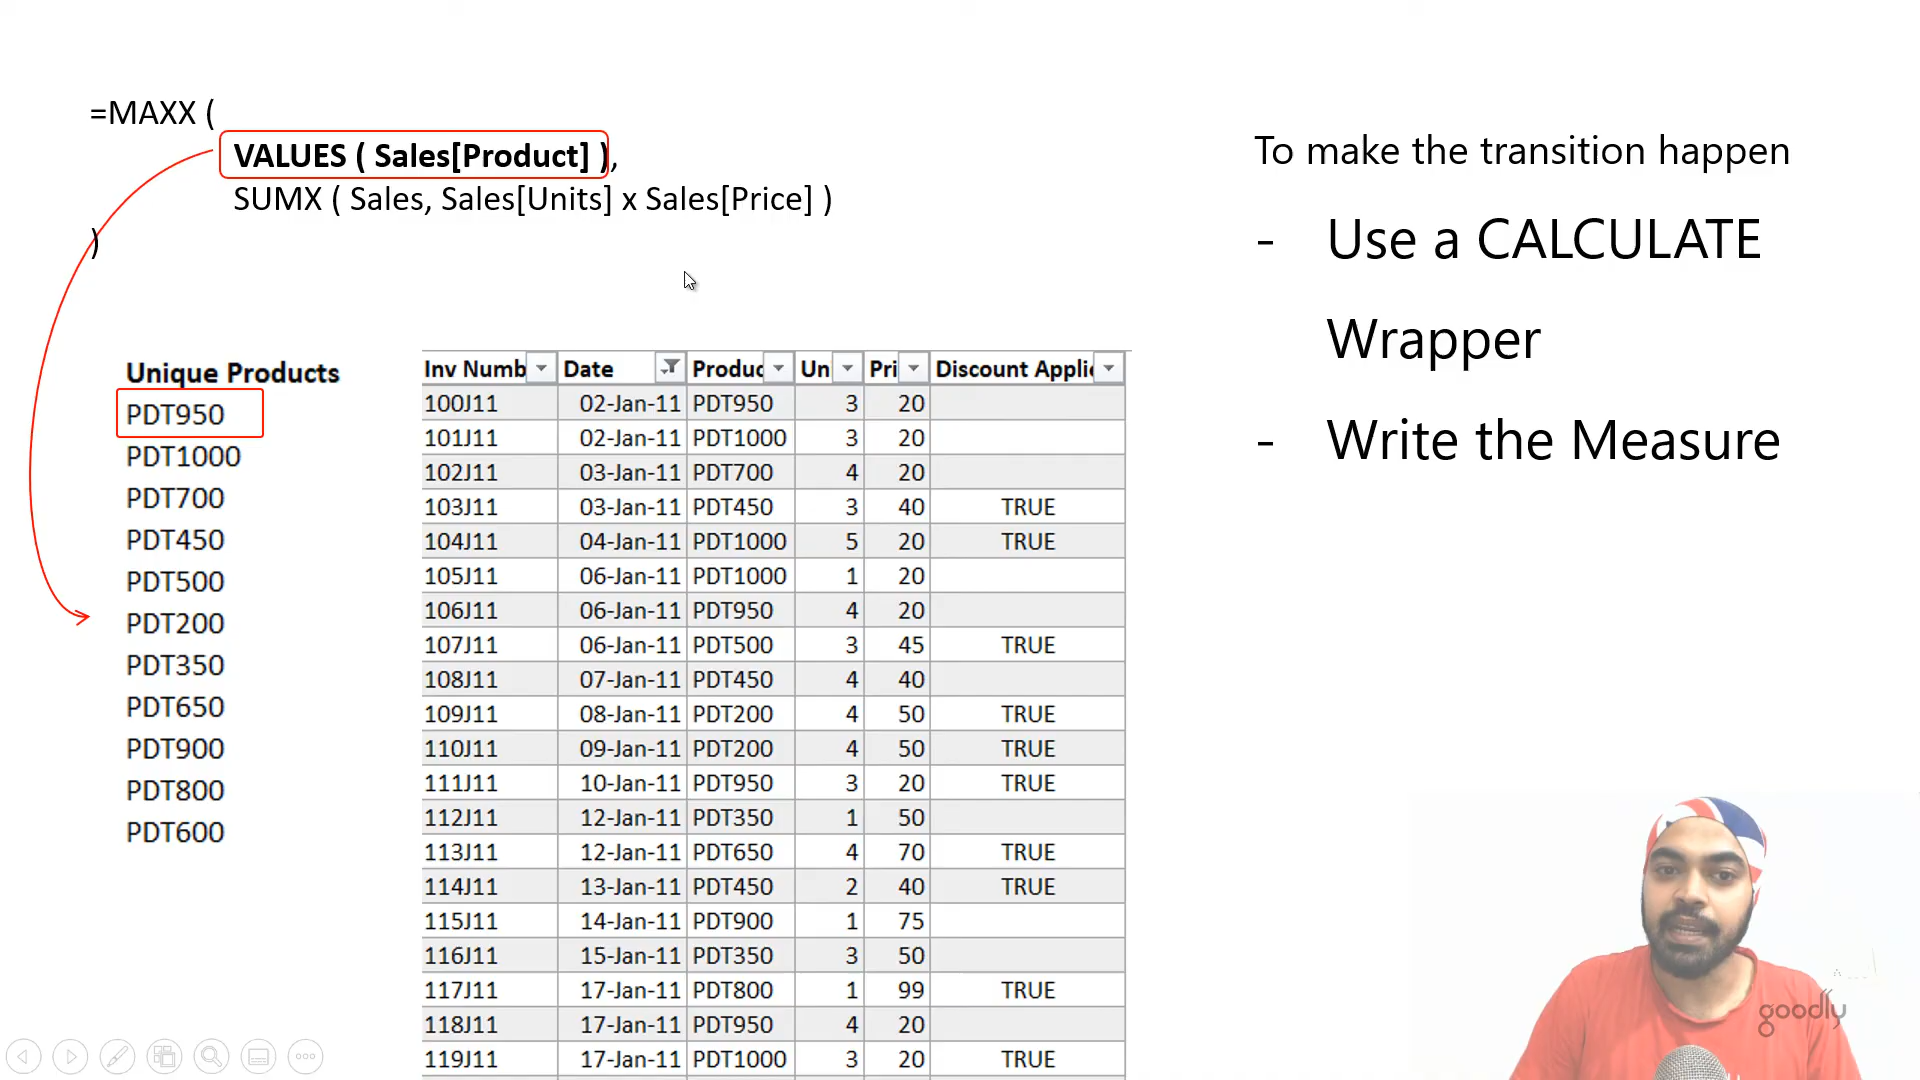 =MAXX (
VALUES ( Sales[Product] ),
SUMX ( Sales, Sales[Units] x Sales[Price] )
)
To make the transition happen
- Use a CALCULATE
Wrapper
- Write the Measure
Unique Products
PDT950
PDT1000
PDT700
PDT450
PDT500
PDT200
PDT350
PDT650
PDT900
PDT800
PDT600
Inv Numb Date Produc Un Pri Discount Applic
100J11 02-Jan-11 PDT950 3 20
101J11 02-Jan-11 PDT1000 3 20
102J11 03-Jan-11 PDT700 4 20
103J11 03-Jan-11 PDT450 3 40 TRUE
104J11 04-Jan-11 PDT1000 5 20 TRUE
105J11 06-Jan-11 PDT1000 1 20
106J11 06-Jan-11 PDT950 4 20
107J11 06-Jan-11 PDT500 3 45 TRUE
108J11 07-Jan-11 PDT450 4 40
109J11 08-Jan-11 PDT200 4 50 TRUE
110J11 09-Jan-11 PDT200 4 50 TRUE
111J11 10-Jan-11 PDT950 3 20 TRUE
112J11 12-Jan-11 PDT350 1 50
113J11 12-Jan-11 PDT650 4 70 TRUE
114J11 13-Jan-11 PDT450 2 40 TRUE
115J11 14-Jan-11 PDT900 1 75
116J11 15-Jan-11 PDT350 3 50
117J11 17-Jan-11 PDT800 1 99 TRUE
118J11 17-Jan-11 PDT950 4 20
119J11 17-Jan-11 PDT1000 3 20 TRUE
goodly